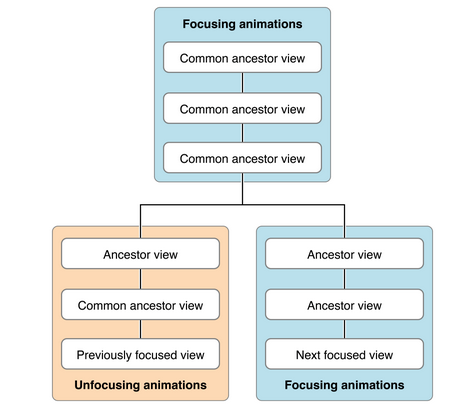 Focusing animations
Common ancestor view
Common ancestor view
Common ancestor view
Ancestor view
Common ancestor view
Previously focused view
Unfocusing animations
Ancestor view
Ancestor view
Next focused view
Focusing animations